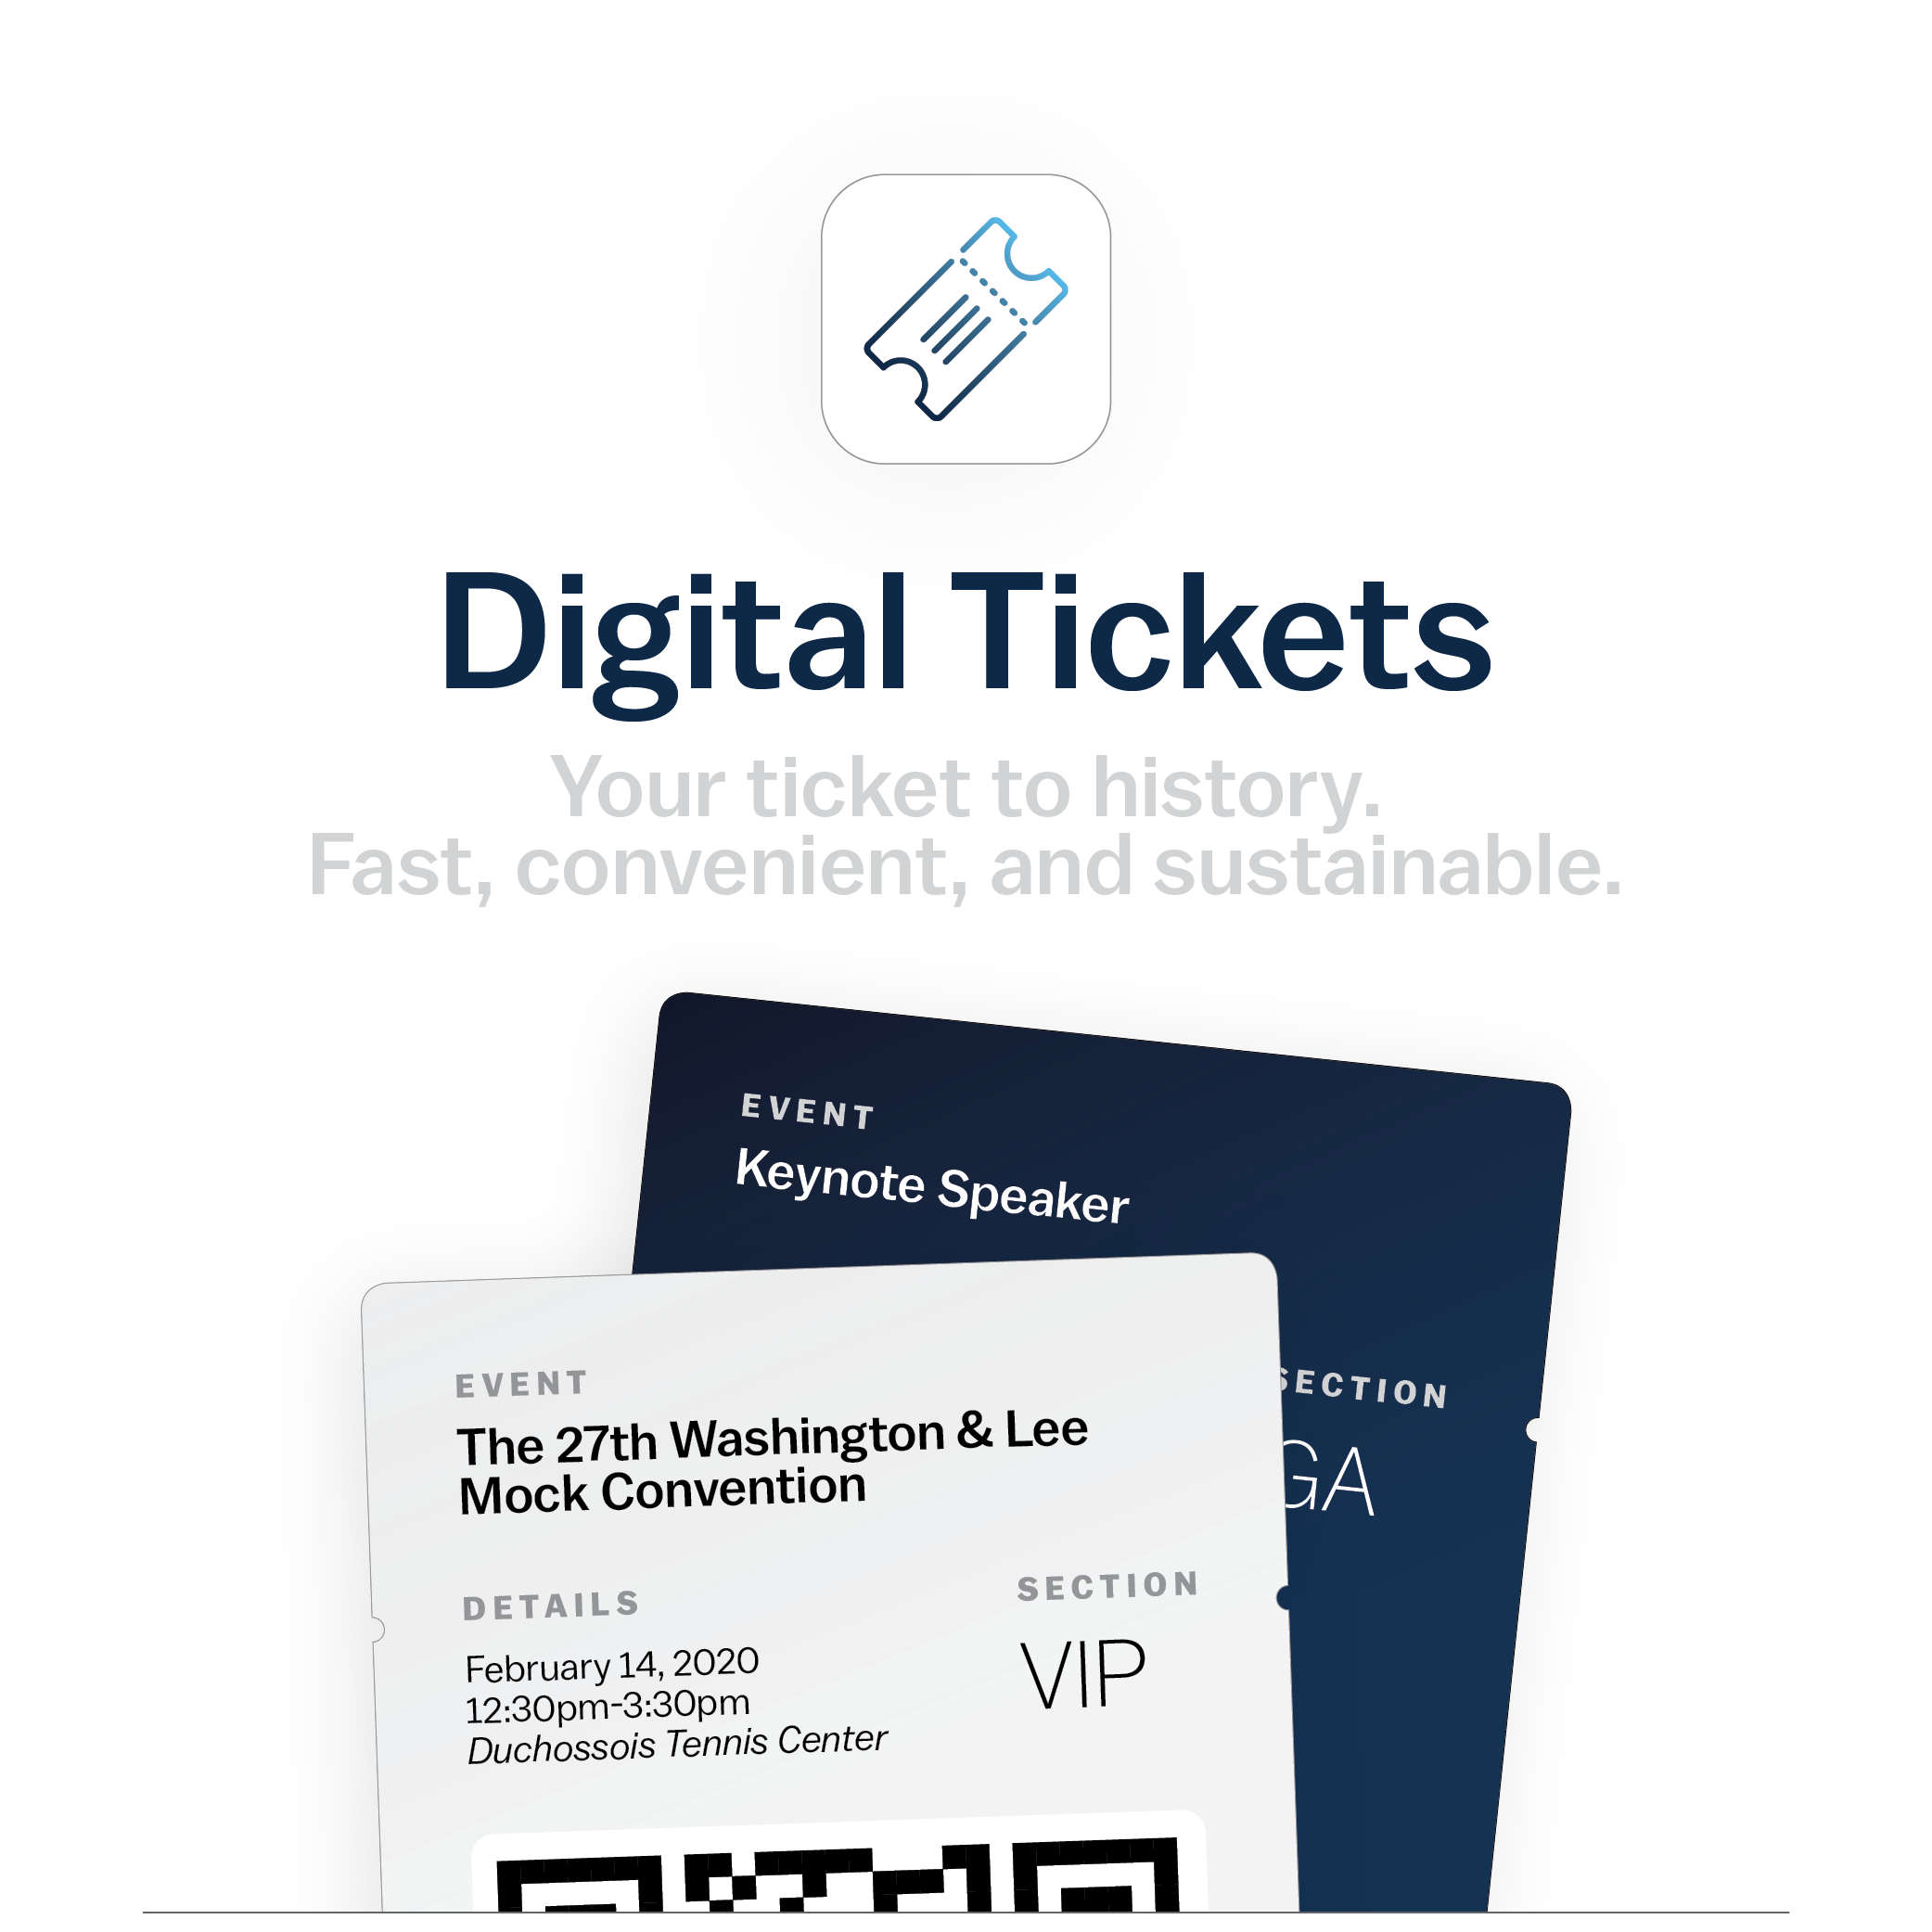 Digital Tickets
Your ticket to history.
Fast, convenient, and sustainable.
EVENT
Keynote Speaker
SECTION
GA
EVENT
The 27th Washington & Lee
Mock Convention
DETAILS
February 14, 2020
12:30pm-3:30pm
Duchossois Tennis Center
SECTION
VIP